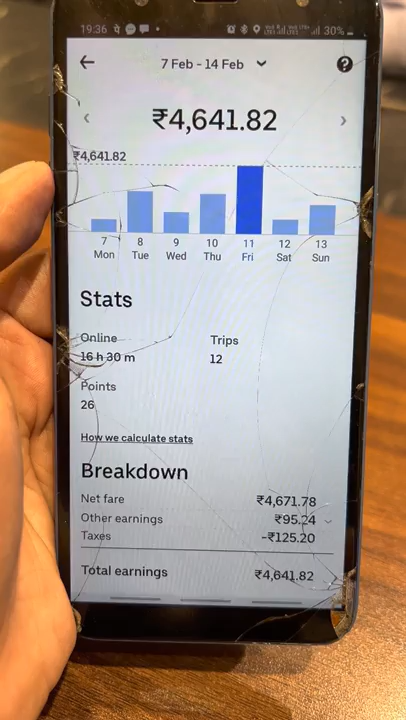 19:36 30%
7 Feb - 14 Feb
₹4,641.82
₹4,641.82
7 8 9 10 11 12 13
Mon Tue Wed Thu Fri Sat Sun
Stats
Online Trips
16 h 30 m 12
Points
26
How we calculate stats
Breakdown
Net fare ₹4,671.78
Other earnings ₹95.24
Taxes -₹125.20
Total earnings ₹4,641.82